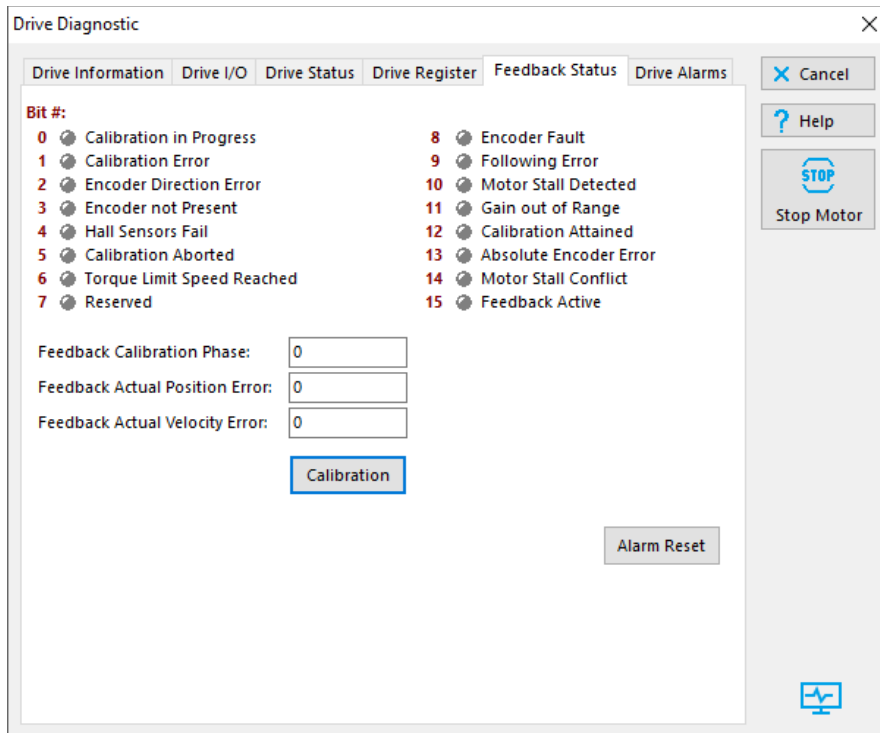 Drive Diagnostic
Drive Information Drive I/O Drive Status Drive Register Feedback Status Drive Alarms
Cancel
Help
STOP
Stop Motor
Bit #:
0 Calibration in Progress
1 Calibration Error
2 Encoder Direction Error
3 Encoder not Present
4 Hall Sensors Fail
5 Calibration Aborted
6 Torque Limit Speed Reached
7 Reserved
8 Encoder Fault
9 Following Error
10 Motor Stall Detected
11 Gain out of Range
12 Calibration Attained
13 Absolute Encoder Error
14 Motor Stall Conflict
15 Feedback Active
Feedback Calibration Phase: 0
Feedback Actual Position Error: 0
Feedback Actual Velocity Error: 0
Calibration
Alarm Reset